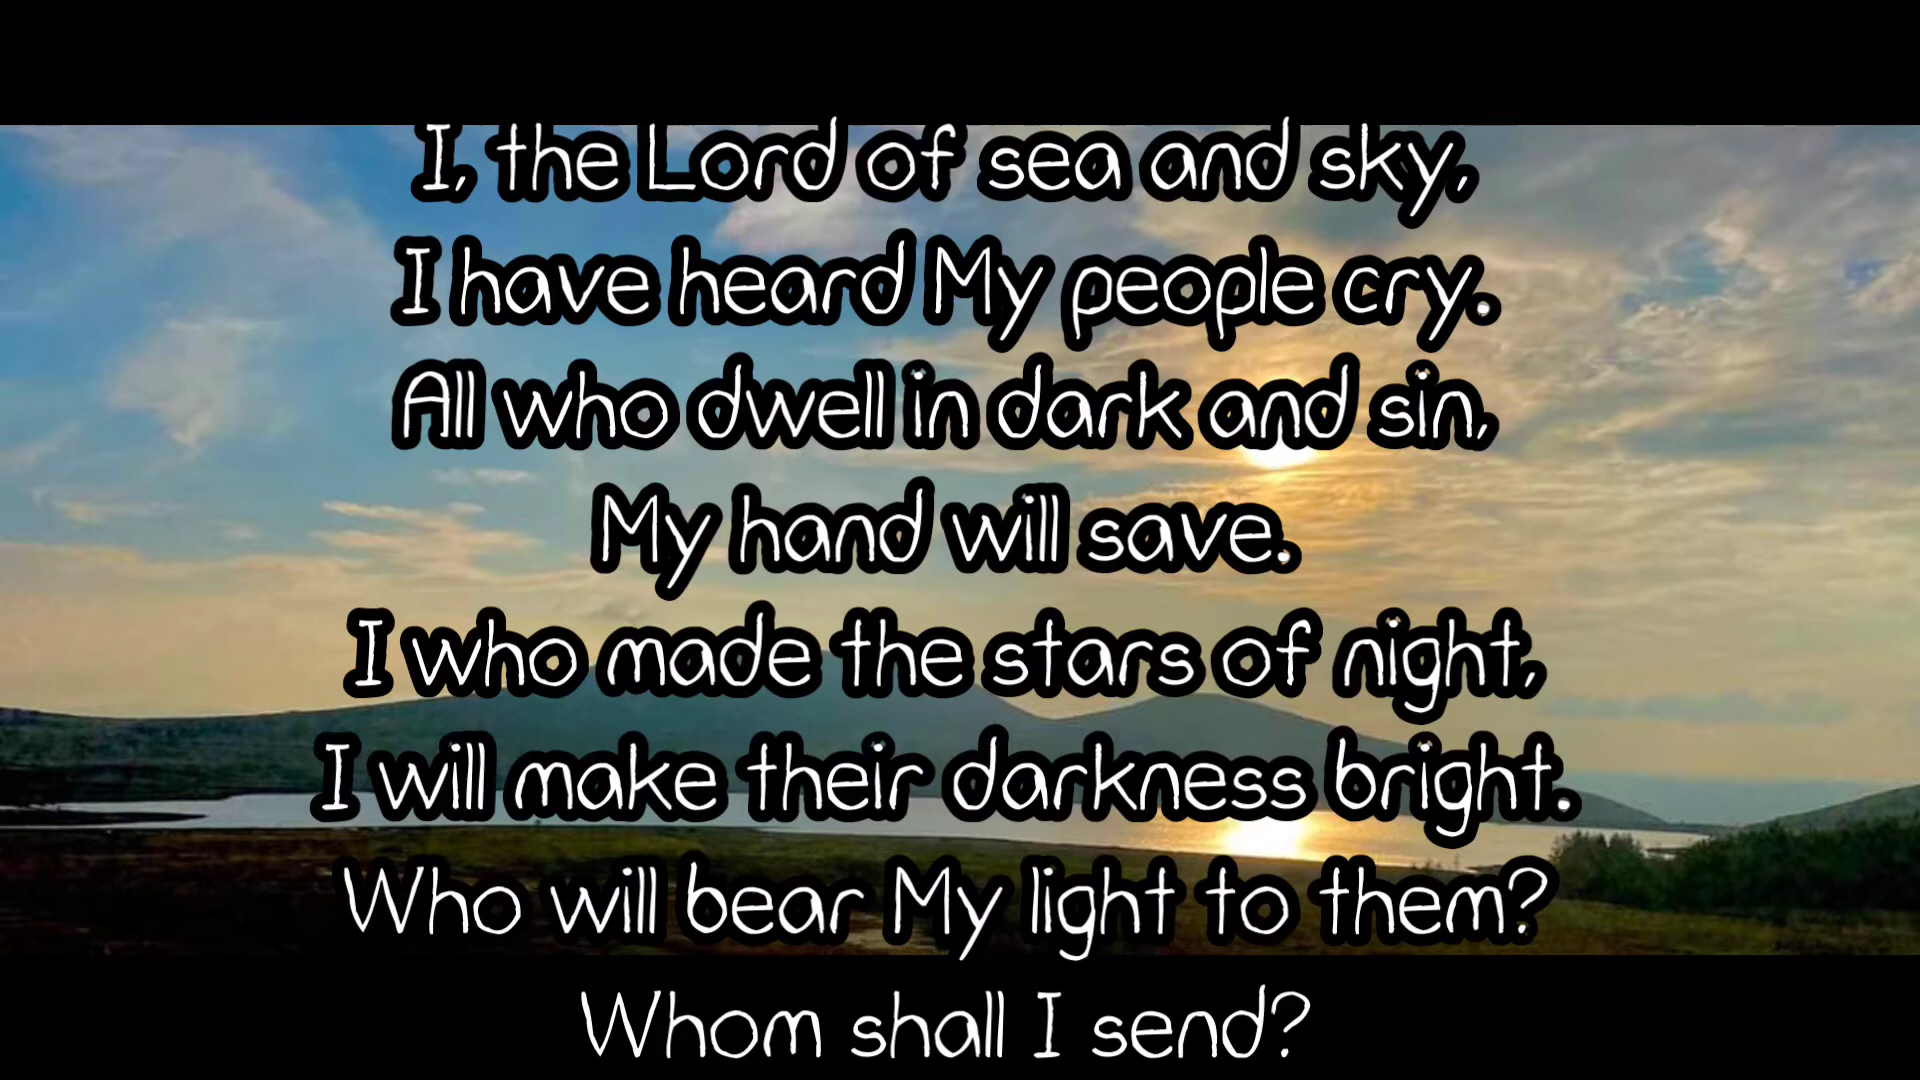 I, the Lord of sea and sky,
I have heard My people cry.
All who dwell in dark and sin,
My hand will save.
I who made the stars of night,
I will make their darkness bright.
Who will bear My light to them?
Whom shall I send?